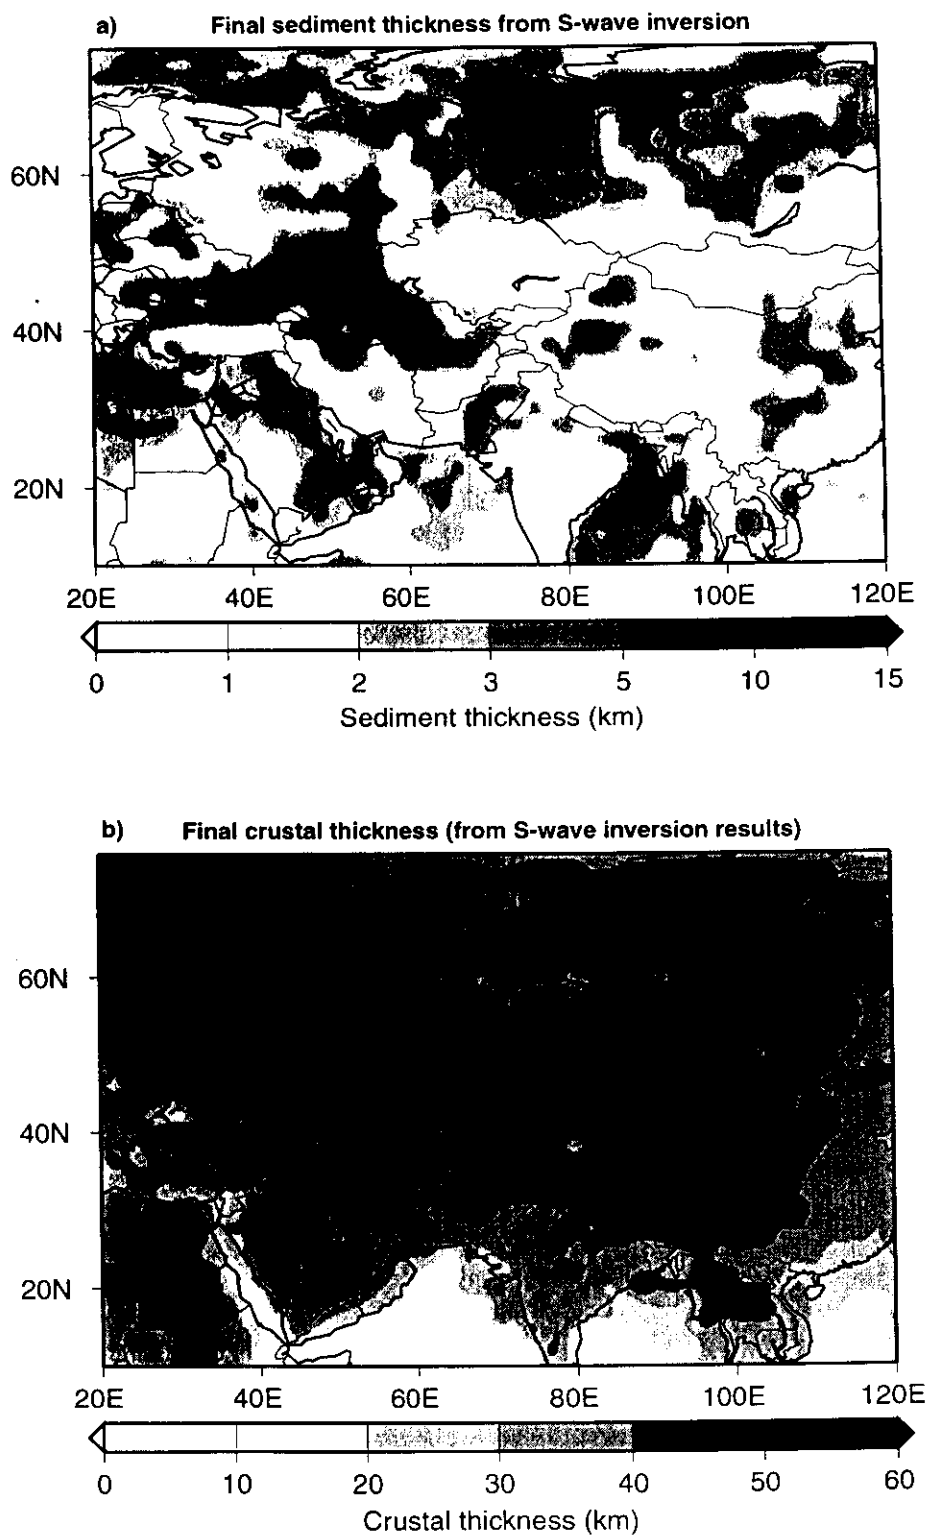 a) Final sediment thickness from S-wave inversion
60N
40N
20N
20E 40E 60E 80E 100E 120E
0 1 2 3 5 10 15
Sediment thickness (km)
b) Final crustal thickness (from S-wave inversion results)
60N
40N
20N
20E 40E 60E 80E 100E 120E
0 10 20 30 40 50 60
Crustal thickness (km)